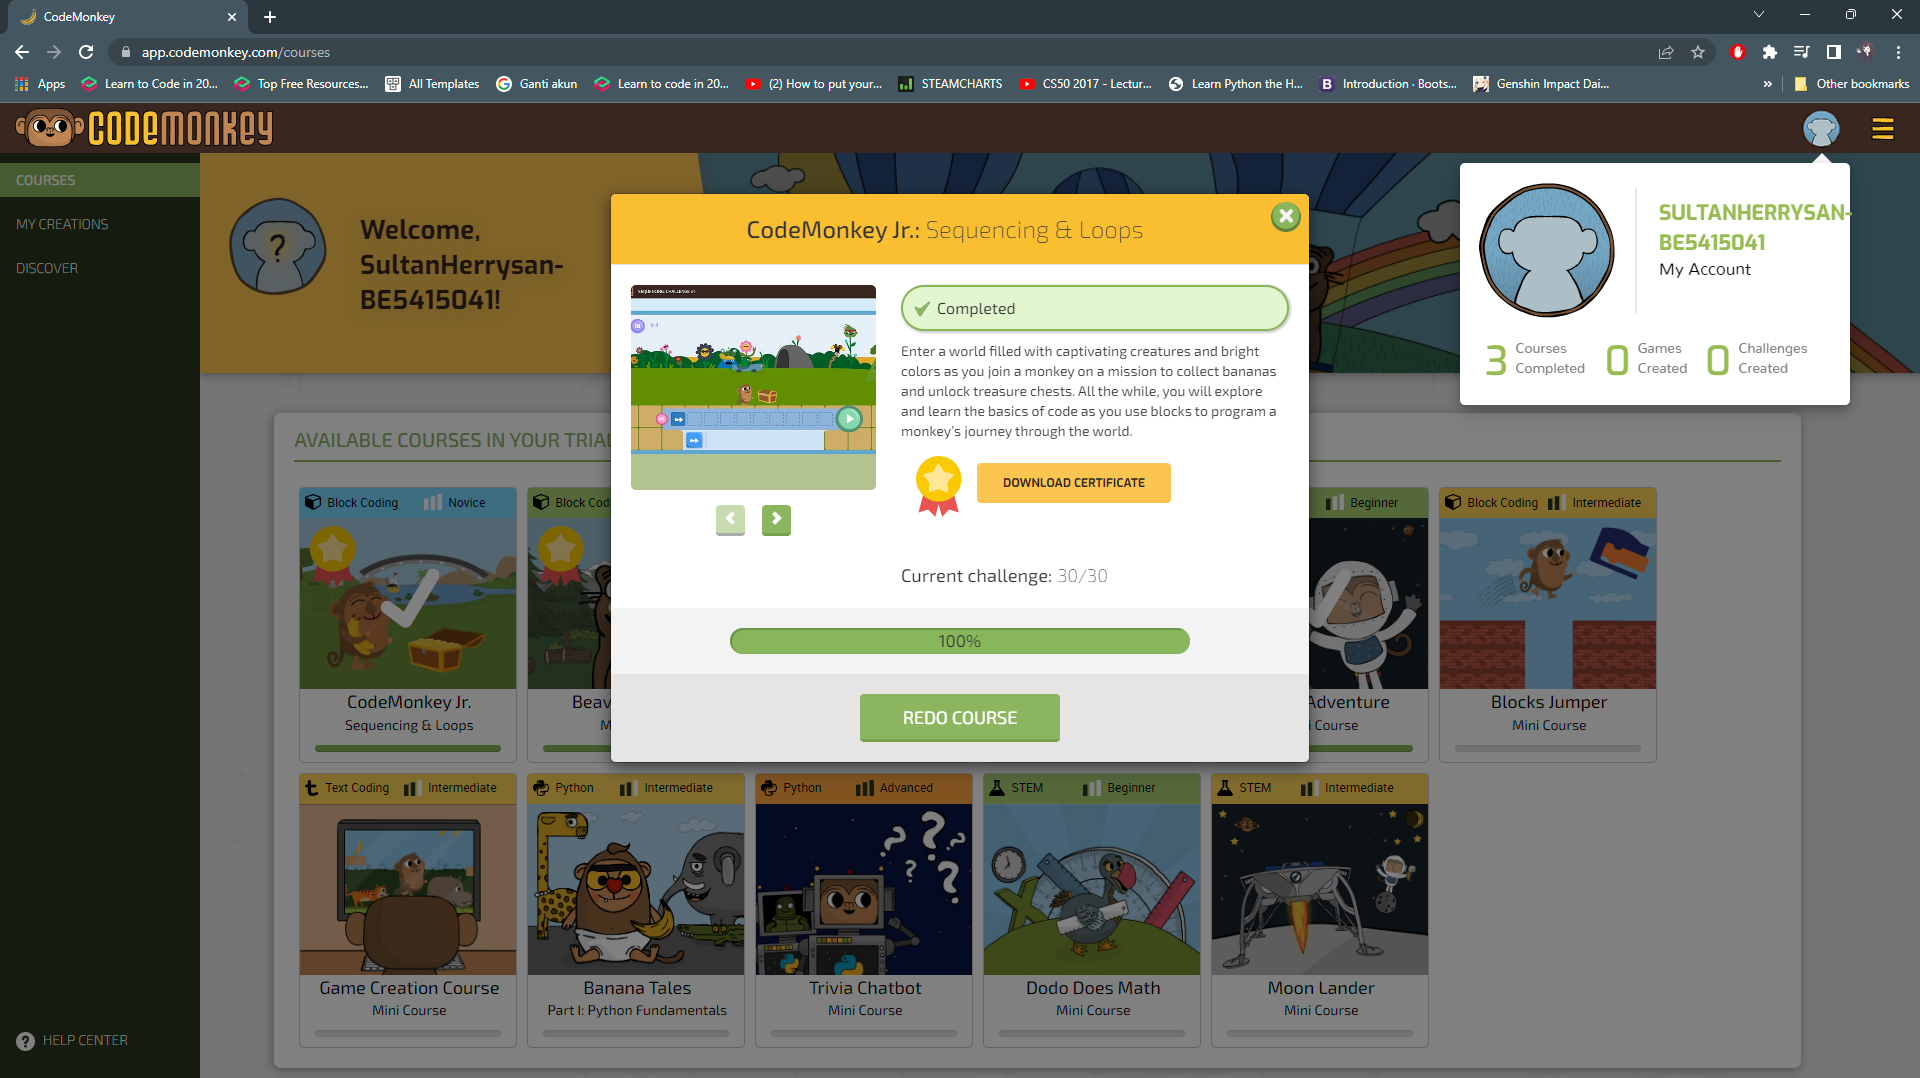 CodeMonkey
app.codemonkey.com/courses
Apps
Learn to Code in 20...
Top Free Resources...
All Templates
Ganti akun
Learn to code in 20...
(2) How to put your...
STEAMCHARTS
CS50 2017 - Lectur...
Learn Python the H...
Introduction · Boots...
Genshin Impact Dai...
»
Other bookmarks
CODEMONKEY
COURSES
MY CREATIONS
DISCOVER
HELP CENTER
?
Welcome,
SultanHerrysan-
BE5415041!
SULTANHERRYSAN-
BE5415041
My Account
3 Courses
Completed
0 Games
Created
0 Challenges
Created
CodeMonkey Jr.: Sequencing & Loops
SEQUENCING CHALLENGE #1
Completed
Enter a world filled with captivating creatures and bright
colors as you join a monkey on a mission to collect bananas
and unlock treasure chests. All the while, you will explore
and learn the basics of code as you use blocks to program a
monkey's journey through the world.
DOWNLOAD CERTIFICATE
Current challenge: 30/30
100%
REDO COURSE
AVAILABLE COURSES IN YOUR TRIAL
Block Coding Novice
CodeMonkey Jr.
Sequencing & Loops
Block Cod
Beav
M
Beginner
Adventure
Course
Block Coding Intermediate
Blocks Jumper
Mini Course
Text Coding Intermediate
Game Creation Course
Mini Course
Python Intermediate
Banana Tales
Part I: Python Fundamentals
Python Advanced
Trivia Chatbot
Mini Course
STEM Beginner
Dodo Does Math
Mini Course
STEM Intermediate
Moon Lander
Mini Course